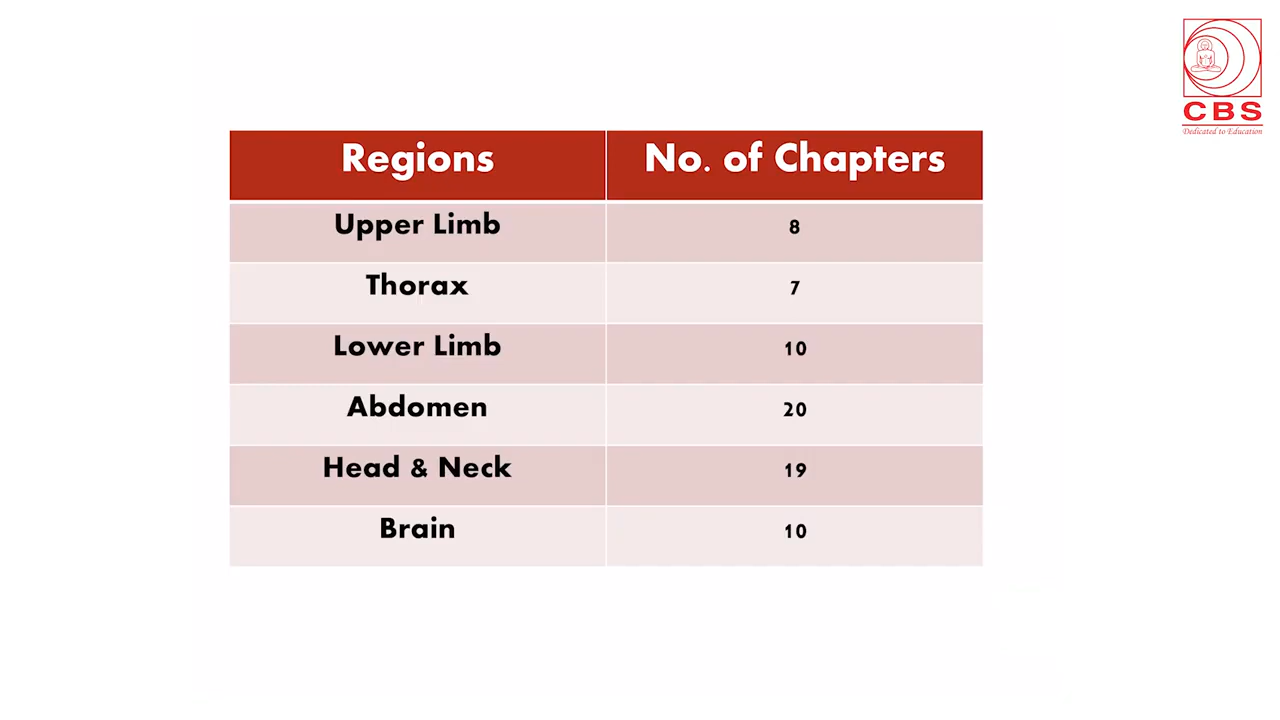 CBS
Dedicated to Education
Regions No. of Chapters
Upper Limb 8
Thorax 7
Lower Limb 10
Abdomen 20
Head & Neck 19
Brain 10